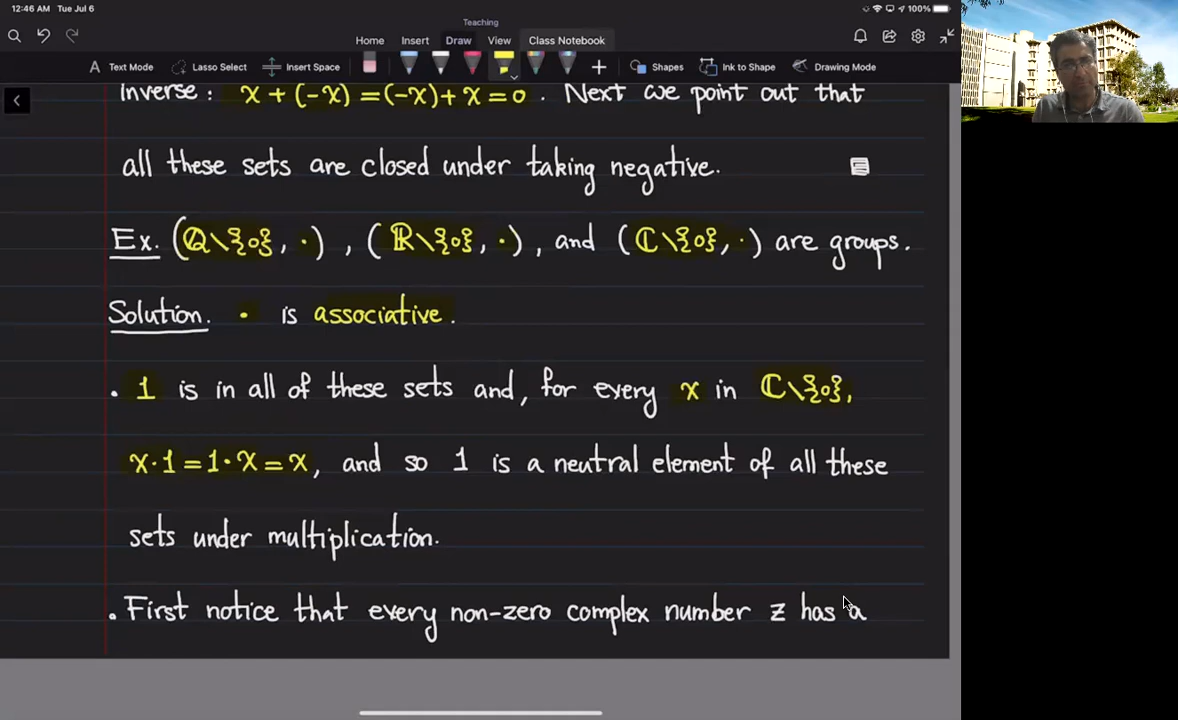 12:46 AM Tue Jul 6
100%
Teaching
Home Insert Draw View Class Notebook
Text Mode Lasso Select Insert Space Shapes Ink to Shape Drawing Mode
Inverse : x + (-x) = (-x) + x = 0 . Next we point out that
all these sets are closed under taking negative.
Ex. (ℚ\{0}, ·) , (ℝ\{0}, ·) , and (ℂ\{0}, ·) are groups.
Solution. · is associative.
. 1 is in all of these sets and, for every x in ℂ\{0},
x·1 = 1·x = x, and so 1 is a neutral element of all these
sets under multiplication.
. First notice that every non-zero complex number z has a